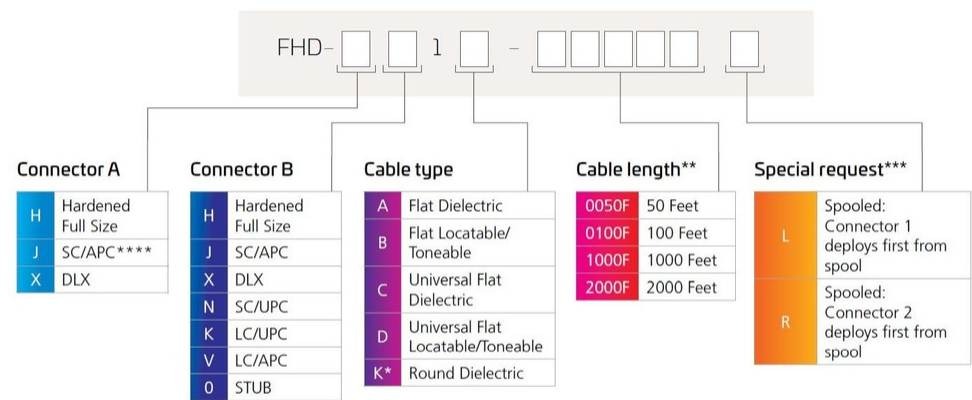 FHD- 1 –
Connector A
H Hardened
Full Size
J SC/APC****
X DLX
Connector B
H Hardened
Full Size
J SC/APC
X DLX
N SC/UPC
K LC/UPC
V LC/APC
0 STUB
Cable type
A Flat Dielectric
B Flat Locatable/
Toneable
C Universal Flat
Dielectric
D Universal Flat
Locatable/Toneable
K* Round Dielectric
Cable length**
0050F 50 Feet
0100F 100 Feet
1000F 1000 Feet
2000F 2000 Feet
Special request***
L Spooled:
Connector 1
deploys first from
spool
R Spooled:
Connector 2
deploys first from
spool